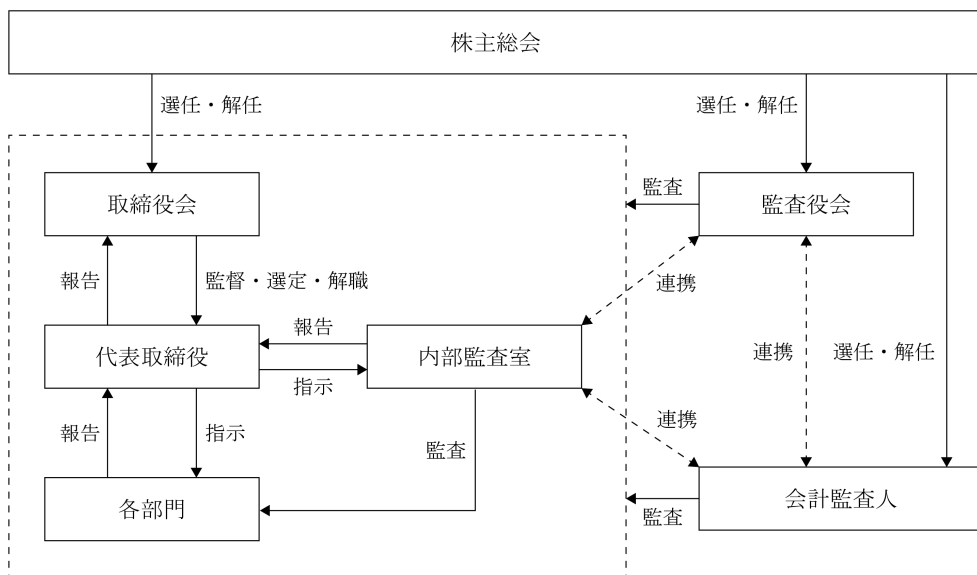 株主総会
選任・解任
選任・解任
取締役会
監査
監査役会
報告
監督・選定・解職
連携
代表取締役
報告
指示
内部監査室
連携
選任・解任
報告
指示
監査
連携
各部門
監査
会計監査人